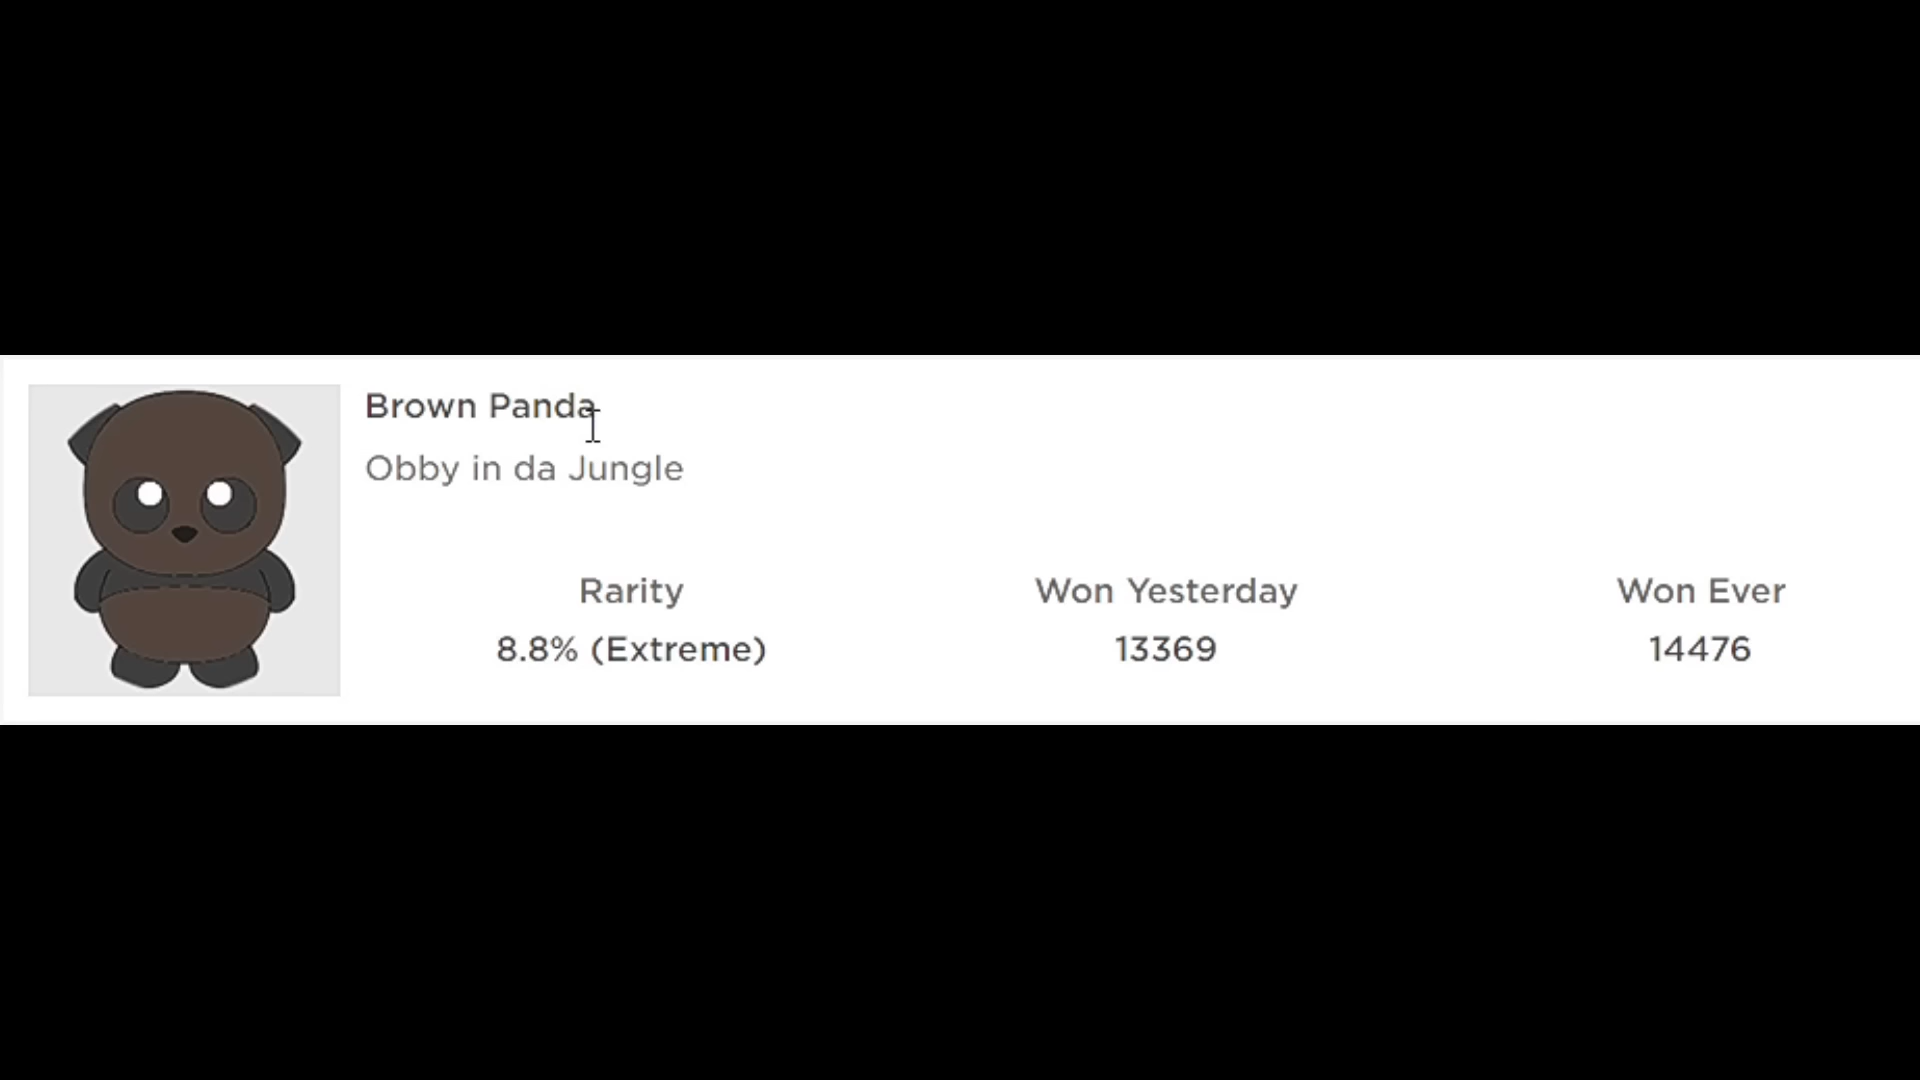 Brown Panda
Obby in da Jungle
Rarity Won Yesterday Won Ever
8.8% (Extreme) 13369 14476